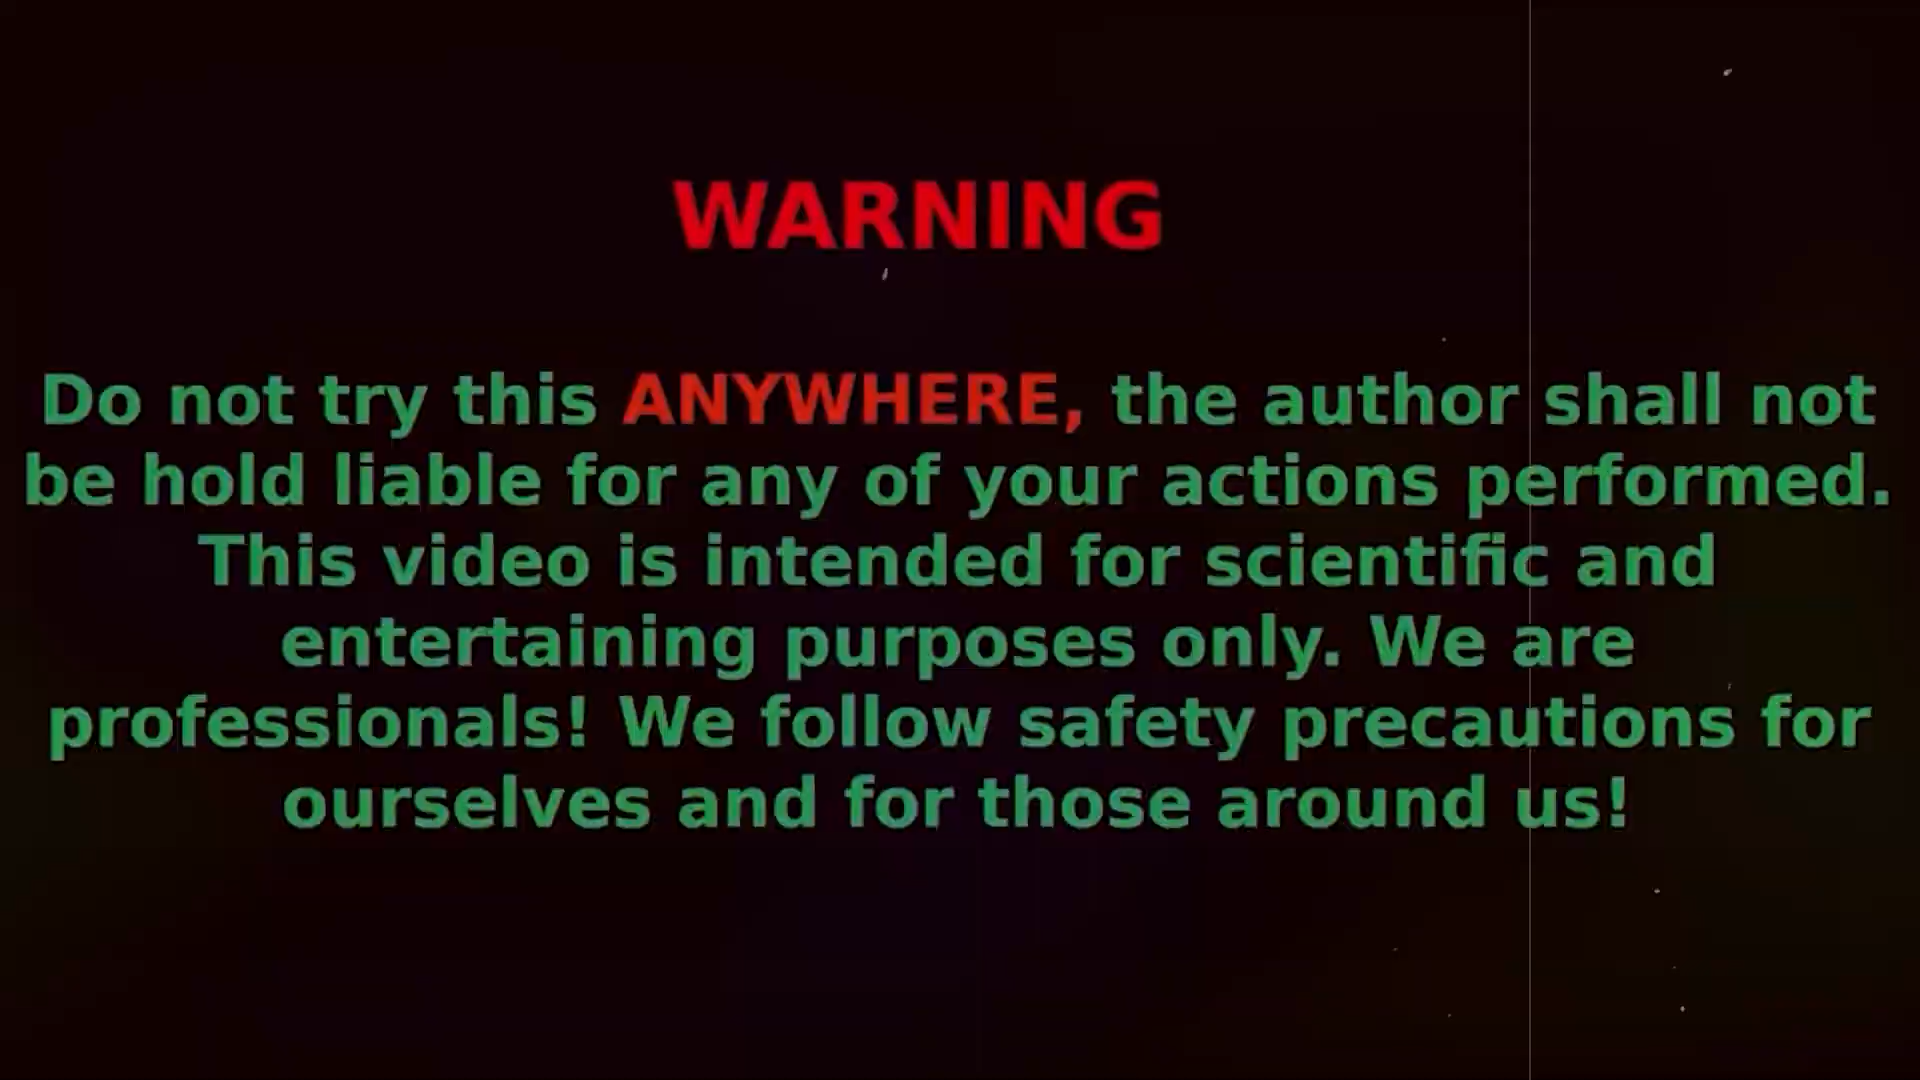 WARNING
Do not try this ANYWHERE, the author shall not
be hold liable for any of your actions performed.
This video is intended for scientific and
entertaining purposes only. We are
professionals! We follow safety precautions for
ourselves and for those around us!